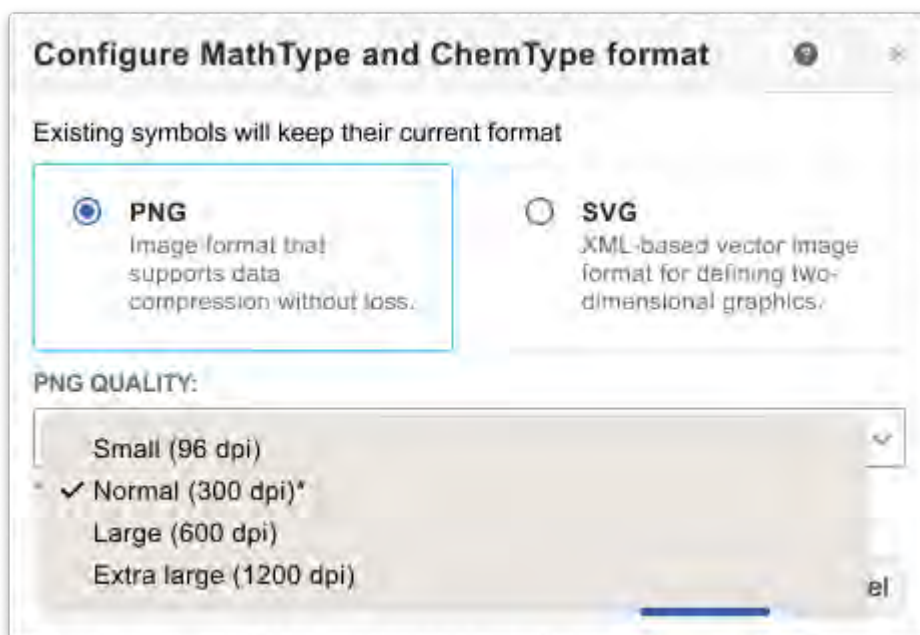 Configure MathType and ChemType format ?
Existing symbols will keep their current format
PNG
Image format that
supports data
compression without loss.
SVG
XML-based vector image
format for defining two-
dimensional graphics.
PNG QUALITY:
Small (96 dpi)
* ✓ Normal (300 dpi)*
Large (600 dpi)
Extra large (1200 dpi)
el